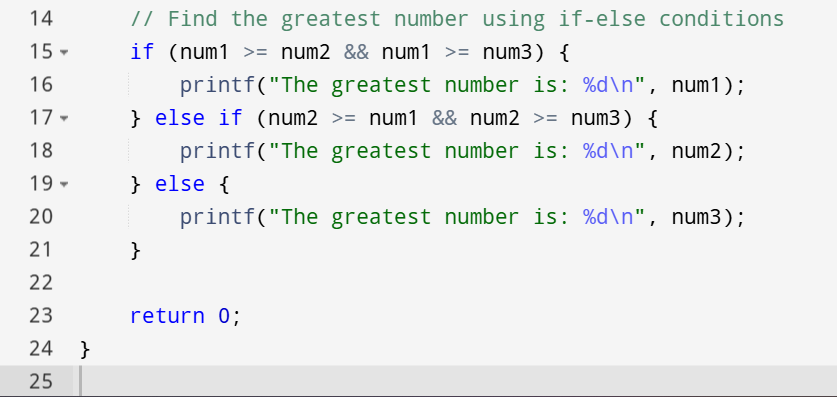 14 // Find the greatest number using if-else conditions
15 if (num1 >= num2 && num1 >= num3) {
16 printf("The greatest number is: %d\n", num1);
17 } else if (num2 >= num1 && num2 >= num3) {
18 printf("The greatest number is: %d\n", num2);
19 } else {
20 printf("The greatest number is: %d\n", num3);
21 }
22
23 return 0;
24 }
25